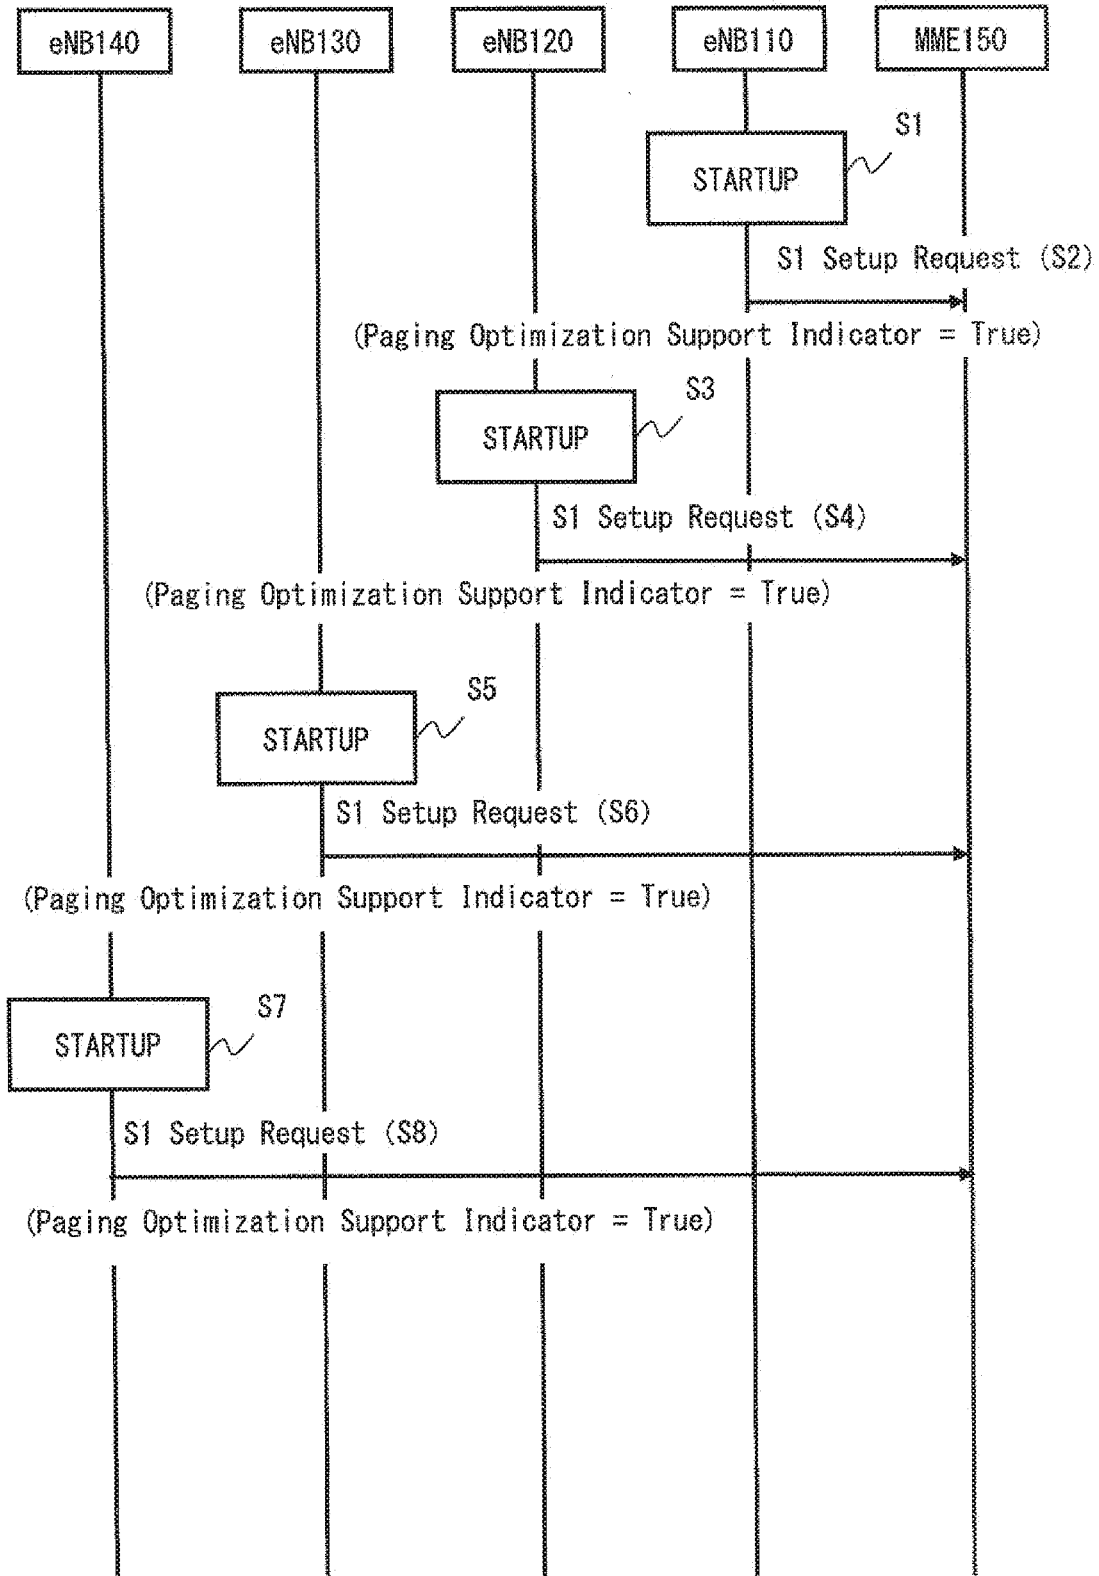 eNB140 eNB130 eNB120 eNB110 MME150
S1
STARTUP
S1 Setup Request (S2)
(Paging Optimization Support Indicator = True)
S3
STARTUP
S1 Setup Request (S4)
(Paging Optimization Support Indicator = True)
S5
STARTUP
S1 Setup Request (S6)
(Paging Optimization Support Indicator = True)
S7
STARTUP
S1 Setup Request (S8)
(Paging Optimization Support Indicator = True)